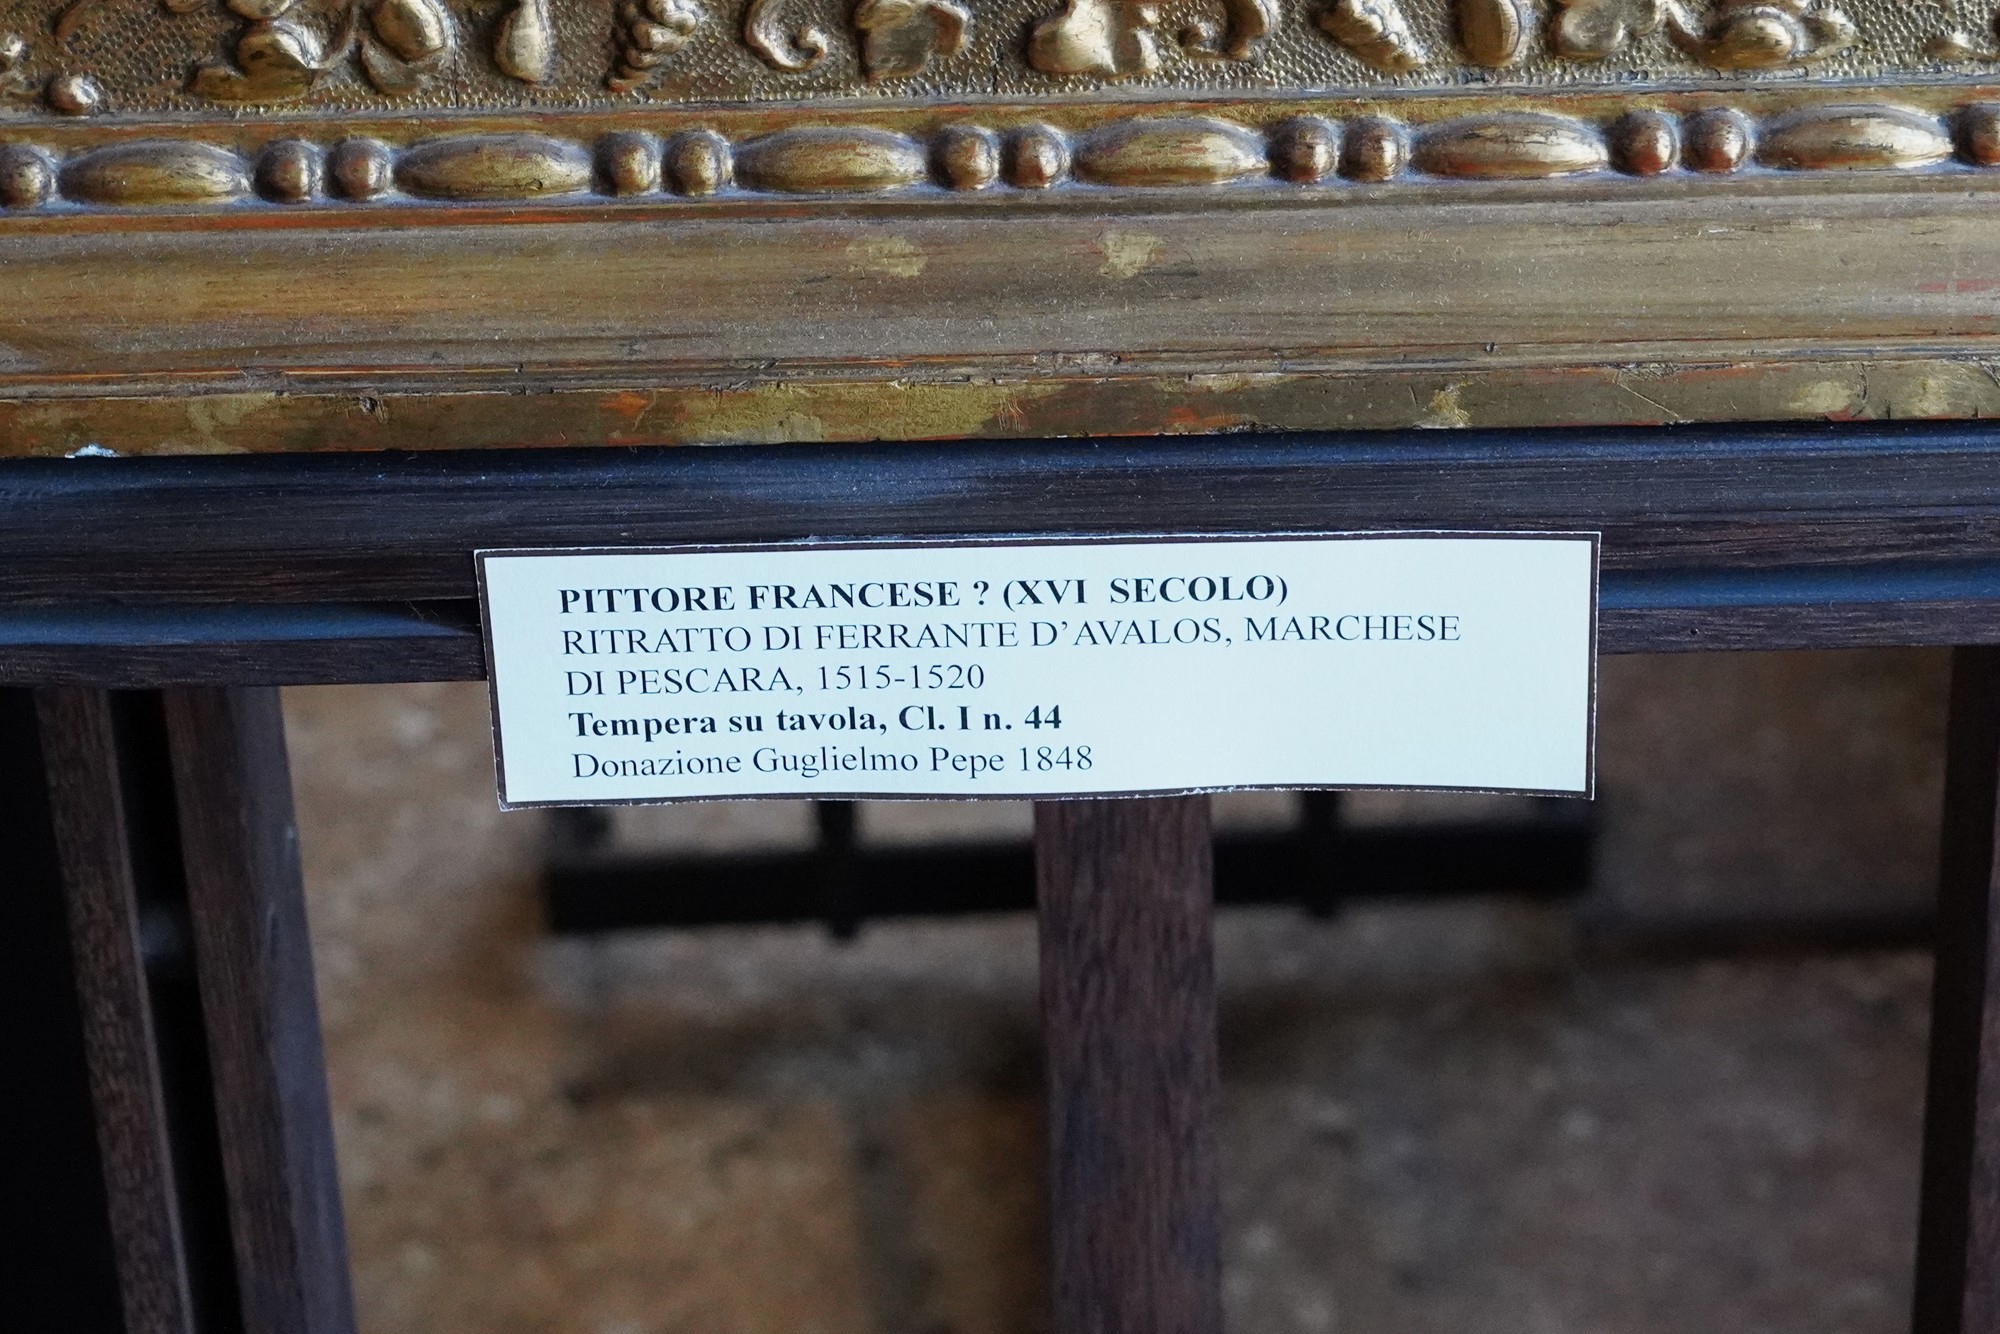 PITTORE FRANCESE ? (XVI SECOLO)
RITRATTO DI FERRANTE D'AVALOS, MARCHESE
DI PESCARA, 1515-1520
Tempera su tavola, Cl. I n. 44
Donazione Guglielmo Pepe 1848